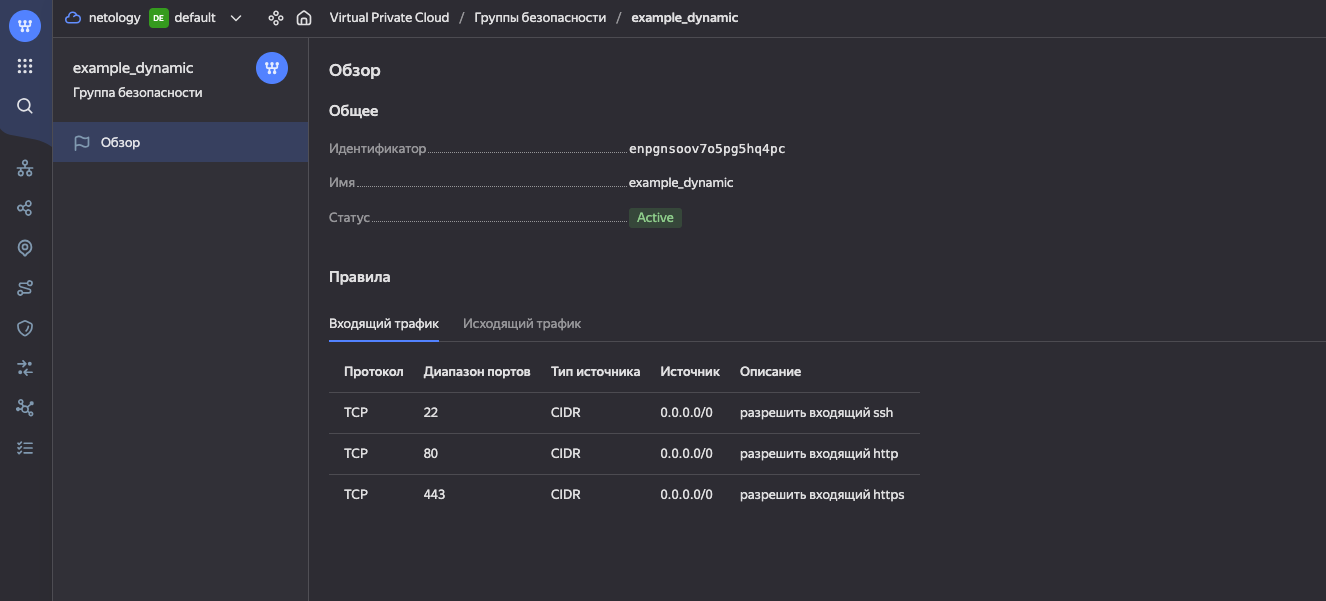 netology DE default Virtual Private Cloud / Группы безопасности / example_dynamic
example_dynamic
Группа безопасности
Обзор
Обзор
Общее
Идентификатор enpgnsoov7o5pg5hq4pc
Имя example_dynamic
Статус Active
Правила
Входящий трафик Исходящий трафик
Протокол Диапазон портов Тип источника Источник Описание
TCP 22 CIDR 0.0.0.0/0 разрешить входящий ssh
TCP 80 CIDR 0.0.0.0/0 разрешить входящий http
TCP 443 CIDR 0.0.0.0/0 разрешить входящий https